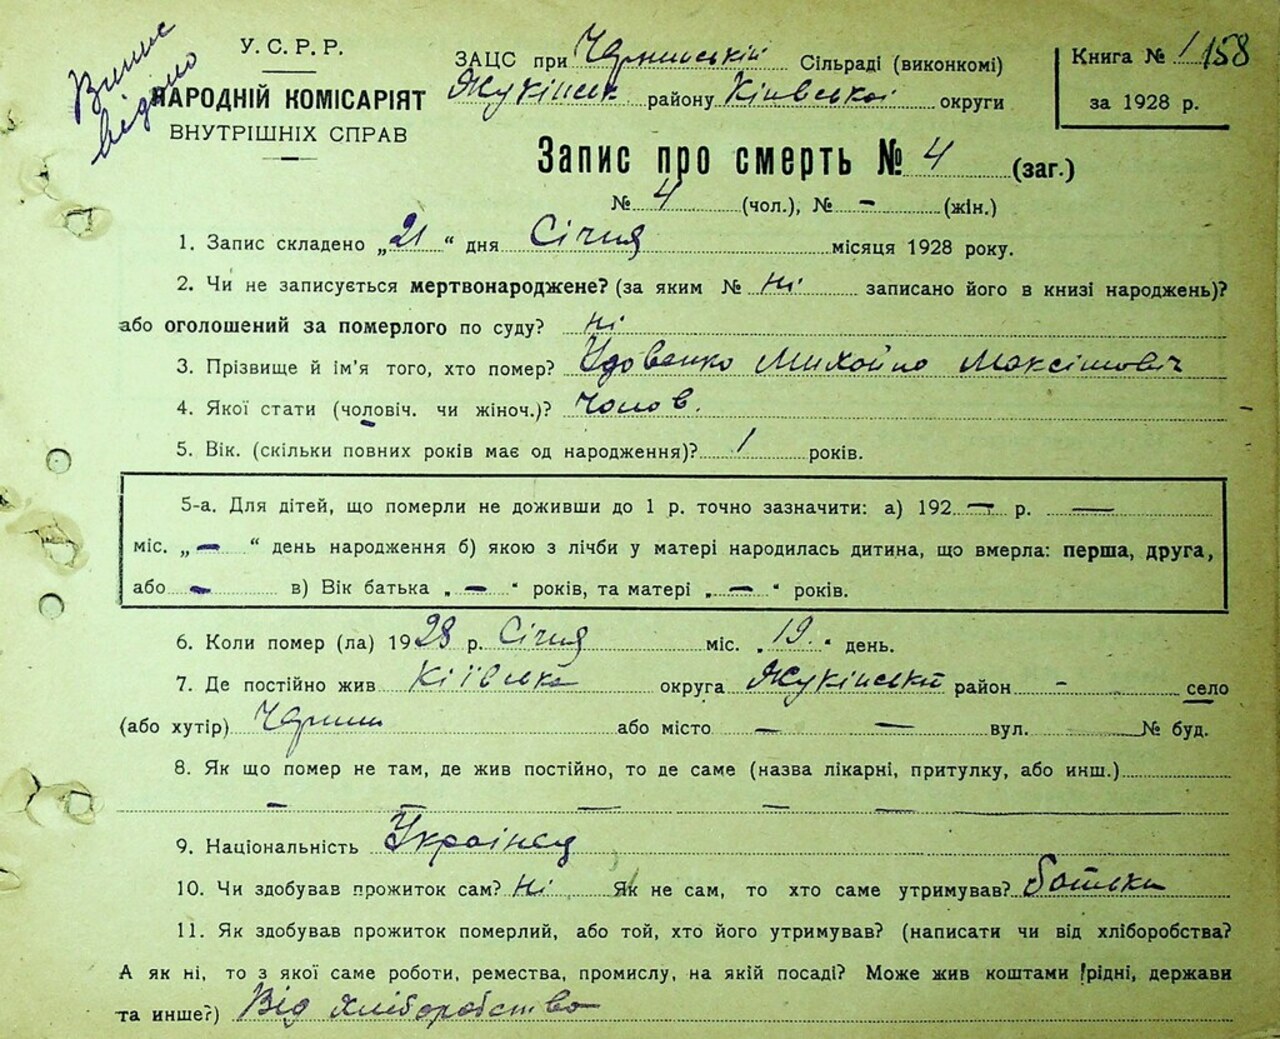 Випис видано
У. С. Р. Р.
НАРОДНІЙ КОМІСАРІЯТ
ВНУТРІШНІХ СПРАВ
ЗАЦС при Чернинській Сільраді (виконкомі)
Жукінськ. району Київської округи
Книга № 1 158
за 1928 р.
Запис про смерть № 4 (заг.)
№ 4 (чол.), № - (жін.)
1. Запис складено „21“ дня Січня місяця 1928 року.
2. Чи не записується мертвонароджене? (за яким № ні записано його в книзі народжень)?
або оголошений за померлого по суду? ні
3. Прізвище й ім'я того, хто помер? Удовенко Михайло Максімович
4. Якої стати (чоловіч. чи жіноч.)? Чолов.
5. Вік. (скільки повних років має од народження)? 1 років.
5-а. Для дітей, що померли не доживши до 1 р. точно зазначити: а) 192 — р. —
міс. „ — “ день народження б) якою з лічби у матері народилась дитина, що вмерла: перша, друга,
або — в) Вік батька „ — “ років, та матері „ — “ років.
6. Коли помер (ла) 1928 р. Січня міс. „19.“ день.
7. Де постійно жив Київська округа Жукінський район - село
(або хутір) Чернин або місто — — вул. № буд.
8. Як що помер не там, де жив постійно, то де саме (назва лікарні, притулку, або инш.)
- — — — —
9. Національність Українец
10. Чи здобував прожиток сам? Ні Як не сам, то хто саме утримував? батьки
11. Як здобував прожиток померлий, або той, хто його утримував? (написати чи від хліборобства?
А як ні, то з якої саме роботи, ремества, промислу, на якій посаді? Може жив коштами рідні, держави
та инше?) Від хліборобство